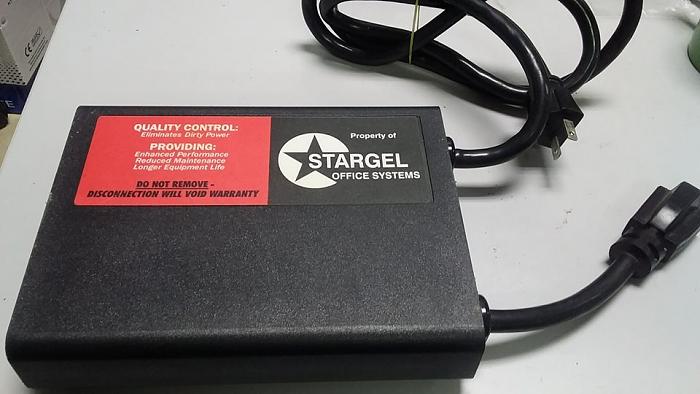 QUALITY CONTROL:
Eliminates Dirty Power
PROVIDING:
Enhanced Performance
Reduced Maintenance
Longer Equipment Life
DO NOT REMOVE -
DISCONNECTION WILL VOID WARRANTY
Property of
STARGEL
OFFICE SYSTEMS